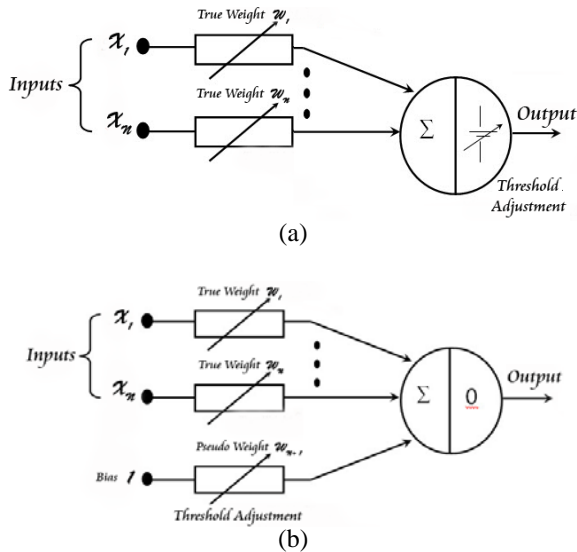 True Weight w₁
x₁
Inputs
True Weight wₙ
xₙ
Σ
Output
Threshold
Adjustment
(a)
True Weight w₁
x₁
Inputs
True Weight wₙ
xₙ
Σ
0
Output
Pseudo Weight wₙ₊₁
Bias 1
Threshold Adjustment
(b)